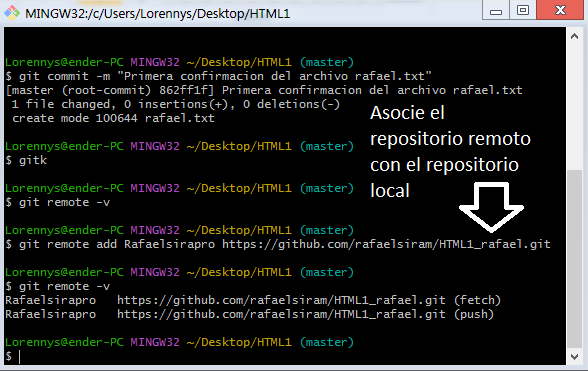 MINGW32:/c/Users/Lorennys/Desktop/HTML1
Lorennys@ender-PC MINGW32 ~/Desktop/HTML1 (master)
$ git commit -m "Primera confirmacion del archivo rafael.txt"
[master (root-commit) 862ff1f] Primera confirmacion del archivo rafael.txt
1 file changed, 0 insertions(+), 0 deletions(-)
create mode 100644 rafael.txt
Lorennys@ender-PC MINGW32 ~/Desktop/HTML1 (master)
$ gitk
Lorennys@ender-PC MINGW32 ~/Desktop/HTML1 (master)
$ git remote -v
Asocie el
repositorio remoto
con el repositorio
local
Lorennys@ender-PC MINGW32 ~/Desktop/HTML1 (master)
$ git remote add Rafaelsirapro https://github.com/rafaelsiram/HTML1_rafael.git
Lorennys@ender-PC MINGW32 ~/Desktop/HTML1 (master)
$ git remote -v
Rafaelsirapro https://github.com/rafaelsiram/HTML1_rafael.git (fetch)
Rafaelsirapro https://github.com/rafaelsiram/HTML1_rafael.git (push)
Lorennys@ender-PC MINGW32 ~/Desktop/HTML1 (master)
$